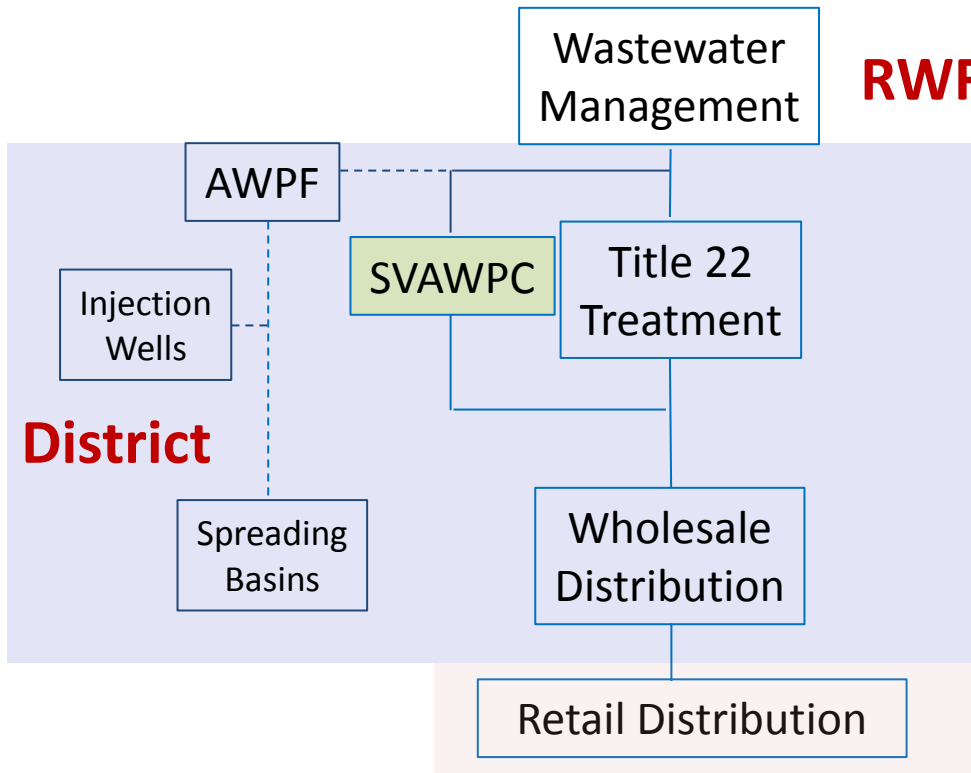 Wastewater
Management
RWF
AWPF
SVAWPC
Title 22
Treatment
Injection
Wells
District
Spreading
Basins
Wholesale
Distribution
Retail Distribution